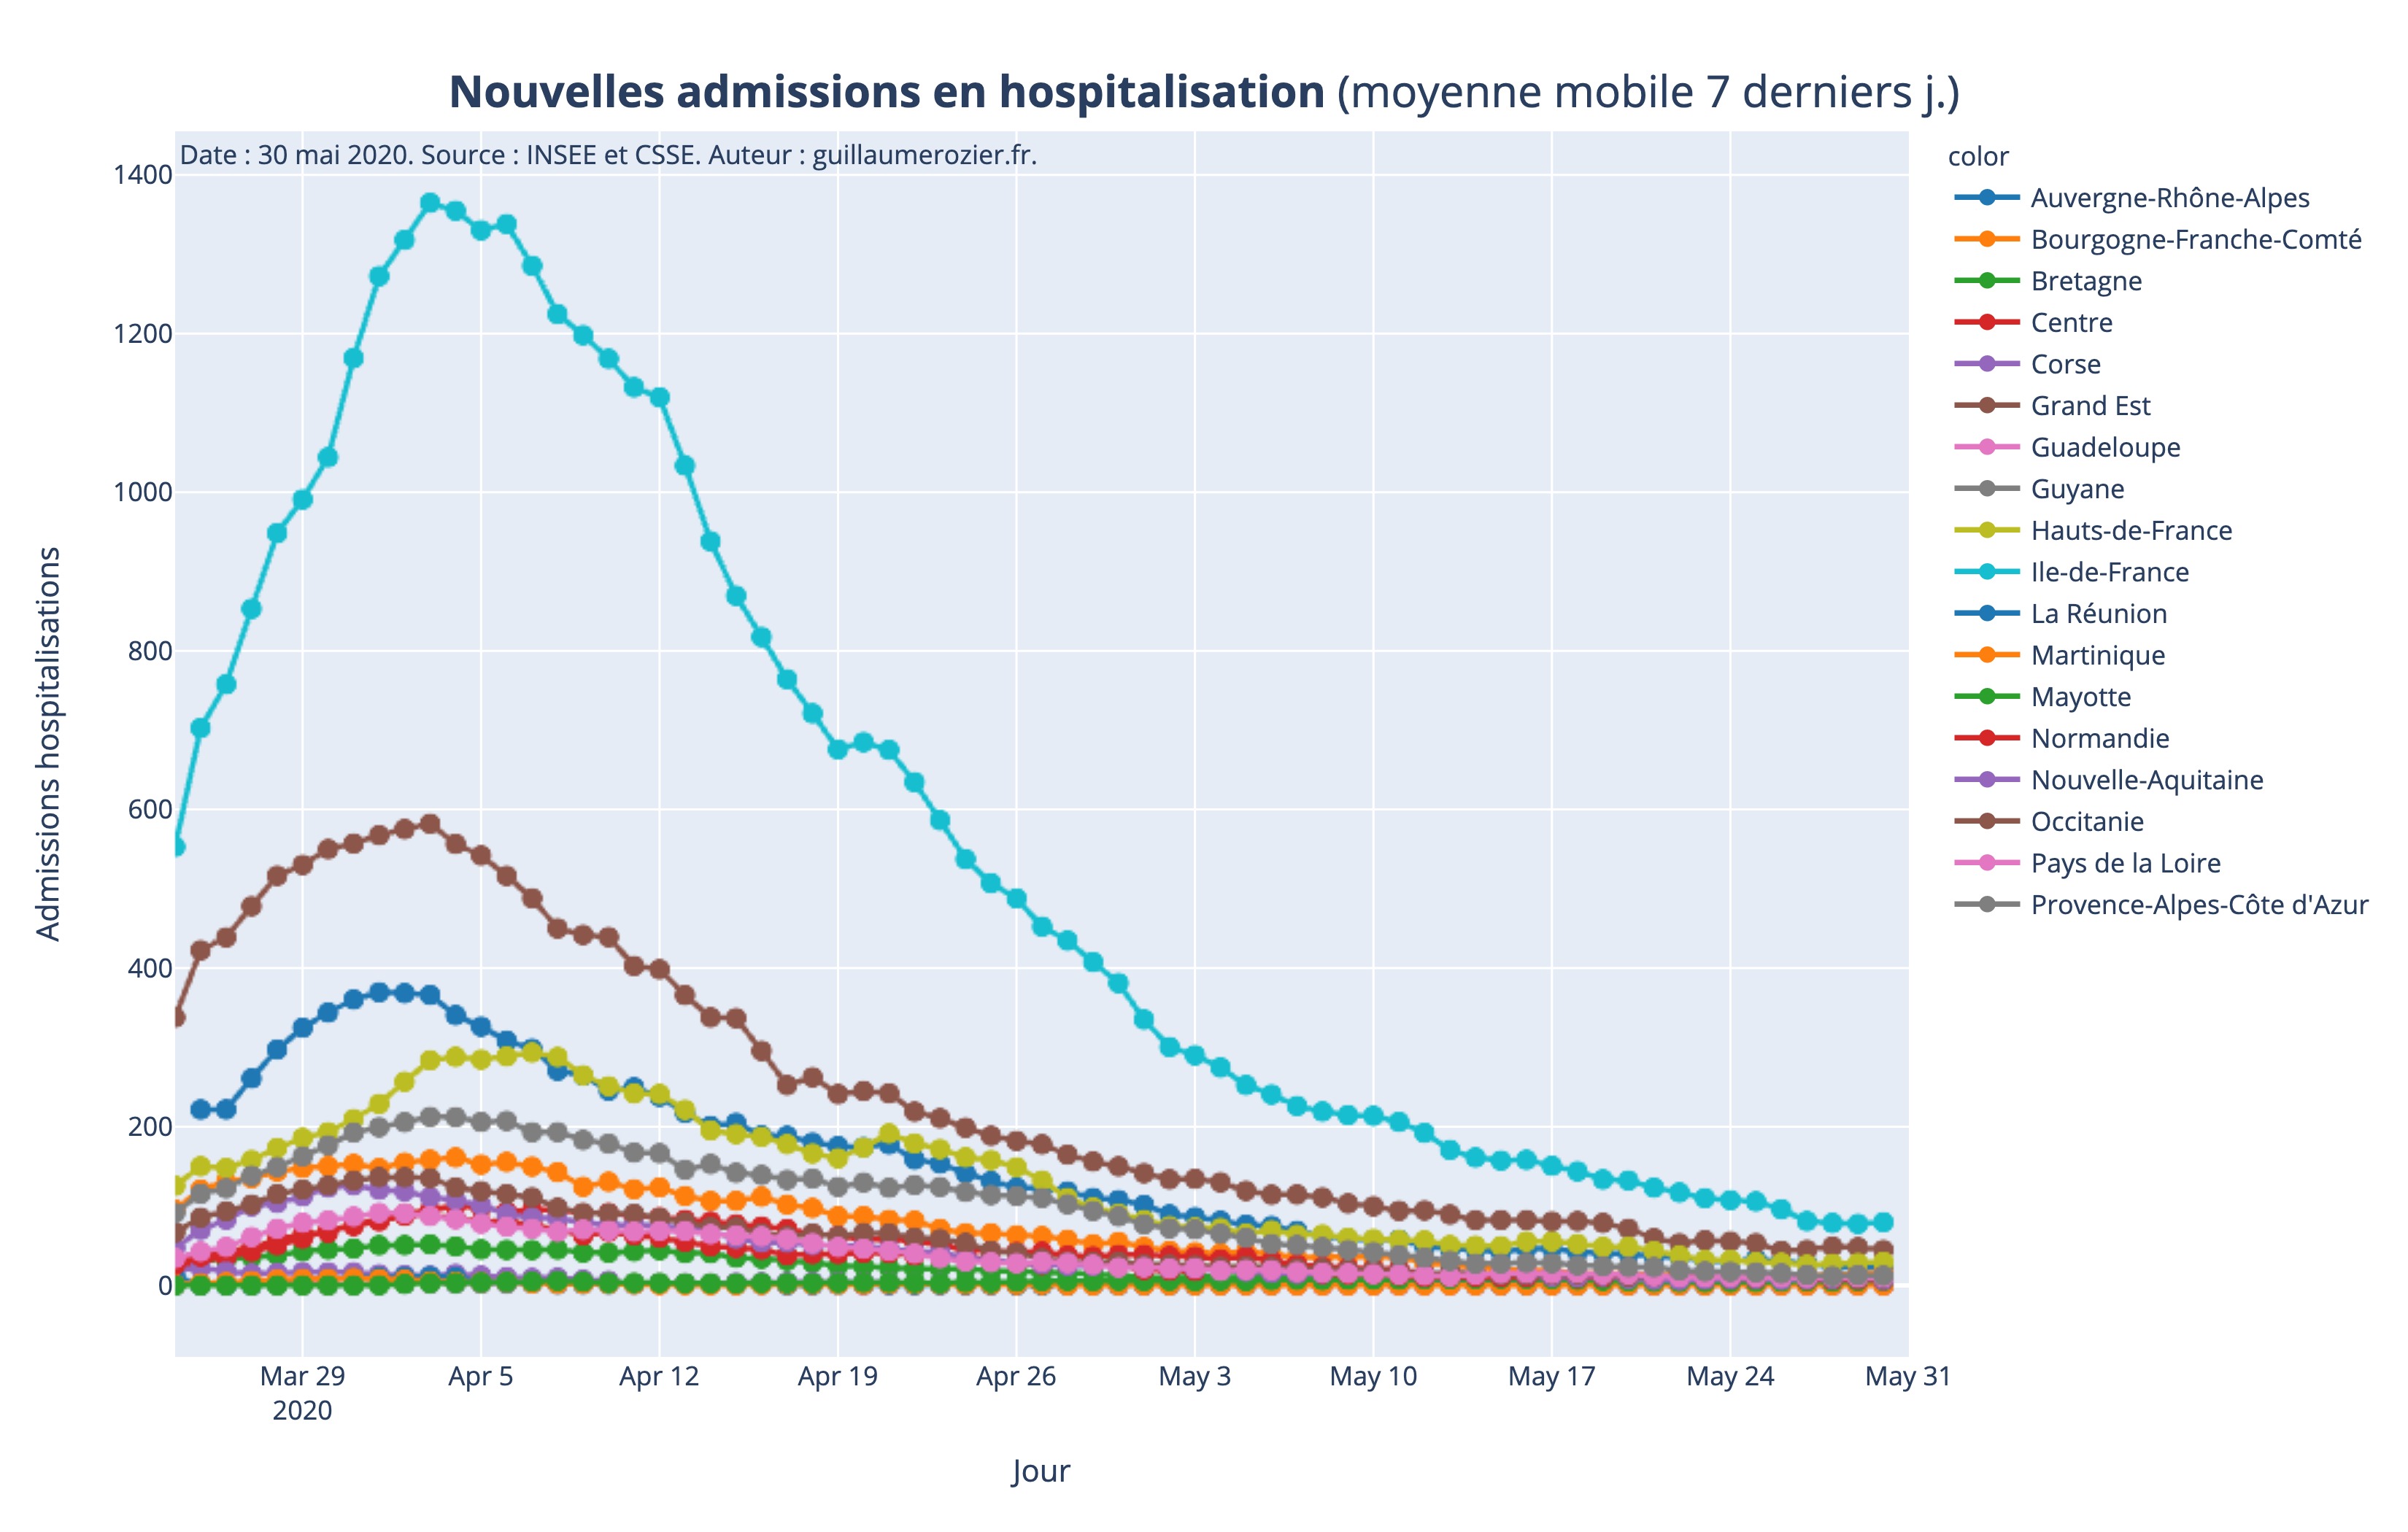 Nouvelles admissions en hospitalisation (moyenne mobile 7 derniers j.)
Date : 30 mai 2020. Source : INSEE et CSSE. Auteur : guillaumerozier.fr.
1400
1200
1000
800
600
400
200
0
Admissions hospitalisations
Mar 29
2020
Apr 5
Apr 12
Apr 19
Apr 26
May 3
May 10
May 17
May 24
May 31
Jour
color
Auvergne-Rhône-Alpes
Bourgogne-Franche-Comté
Bretagne
Centre
Corse
Grand Est
Guadeloupe
Guyane
Hauts-de-France
Ile-de-France
La Réunion
Martinique
Mayotte
Normandie
Nouvelle-Aquitaine
Occitanie
Pays de la Loire
Provence-Alpes-Côte d'Azur